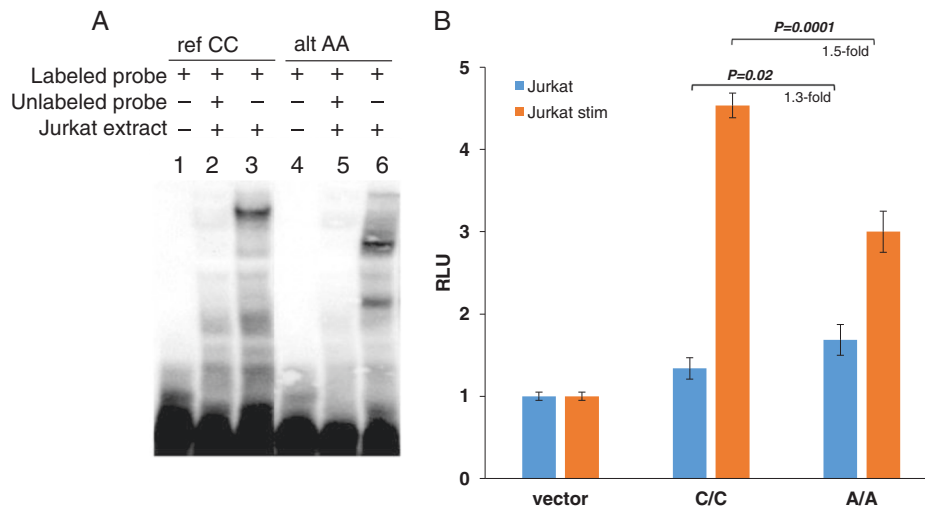 A
ref CC alt AA
Labeled probe + + + + + +
Unlabeled probe – + – – + –
Jurkat extract – + + – + +
1 2 3 4 5 6
B
P=0.0001
1.5-fold
P=0.02
1.3-fold
Jurkat
Jurkat stim
RLU
5
4
3
2
1
0
vector C/C A/A